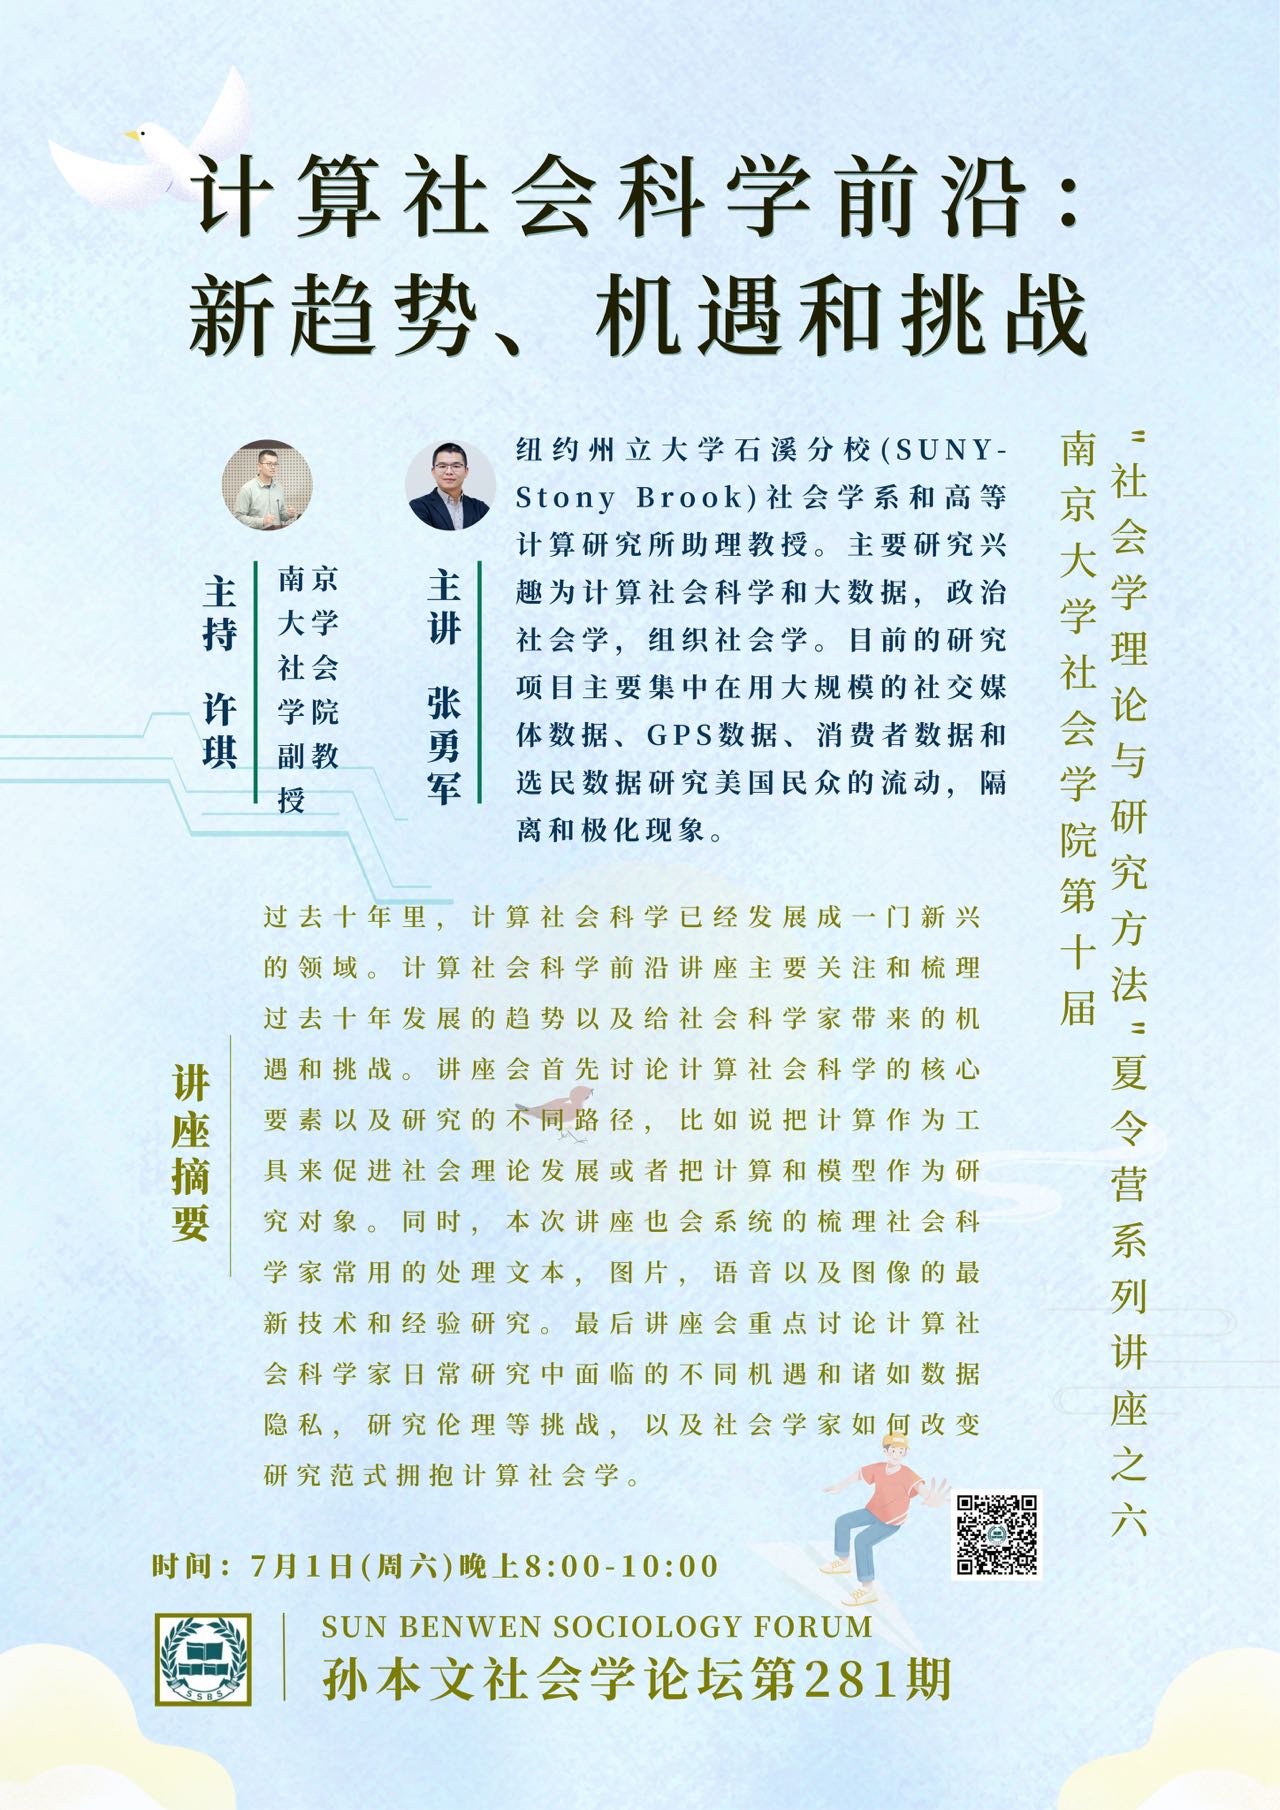 计算社会科学前沿：
新趋势、机遇和挑战
"社会学理论与研究方法"夏令营系列讲座之六
南京大学社会学院第十届
主持 许琪
南京
大学
社会
学院
副教
授
主讲 张勇军
纽约州立大学石溪分校(SUNY-
Stony Brook)社会学系和高等
计算研究所助理教授。主要研究兴
趣为计算社会科学和大数据，政治
社会学，组织社会学。目前的研究
项目主要集中在用大规模的社交媒
体数据、GPS数据、消费者数据和
选民数据研究美国民众的流动，隔
离和极化现象。
讲座摘要
过去十年里，计算社会科学已经发展成一门新兴
的领域。计算社会科学前沿讲座主要关注和梳理
过去十年发展的趋势以及给社会科学家带来的机
遇和挑战。讲座会首先讨论计算社会科学的核心
要素以及研究的不同路径，比如说把计算作为工
具来促进社会理论发展或者把计算和模型作为研
究对象。同时，本次讲座也会系统的梳理社会科
学家常用的处理文本，图片，语音以及图像的最
新技术和经验研究。最后讲座会重点讨论计算社
会科学家日常研究中面临的不同机遇和诸如数据
隐私，研究伦理等挑战，以及社会学家如何改变
研究范式拥抱计算社会学。
时间：7月1日(周六)晚上8:00-10:00
SSBS
SUN BENWEN SOCIOLOGY FORUM
孙本文社会学论坛第281期